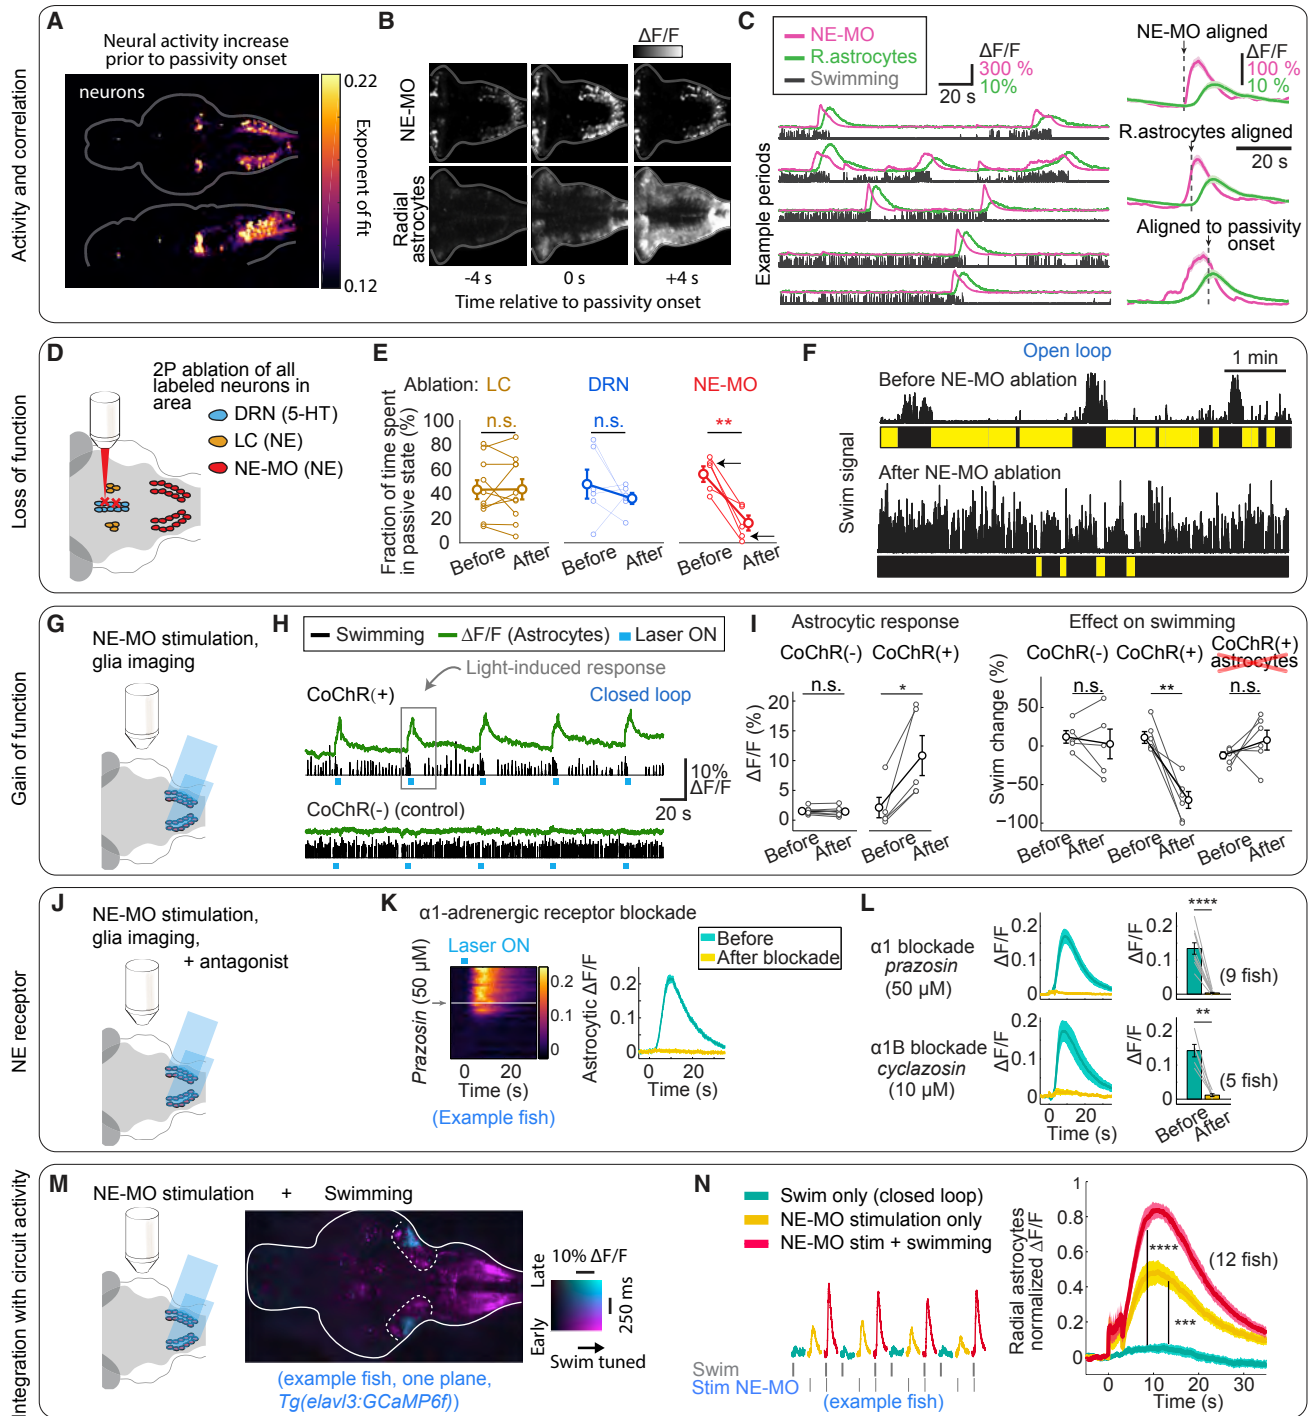 Activity and correlation
A
Neural activity increase
prior to passivity onset
neurons
0.22
Exponent of fit
0.12
B
ΔF/F
NE-MO
Radial
astrocytes
-4 s
0 s
+4 s
Time relative to passivity onset
C
NE-MO
R.astrocytes
Swimming
ΔF/F
300 %
10%
20 s
Example periods
NE-MO aligned
ΔF/F
100 %
10 %
R.astrocytes aligned
20 s
Aligned to passivity
onset
Loss of function
D
2P ablation of all
labeled neurons in
area
DRN (5-HT)
LC (NE)
NE-MO (NE)
E
Ablation: LC
DRN
NE-MO
Fraction of time spent
in passive state (%)
100
80
60
40
20
0
n.s.
n.s.
**
Before
After
Before
After
Before
After
F
Open loop
1 min
Before NE-MO ablation
After NE-MO ablation
Swim signal
Gain of function
G
NE-MO stimulation,
glia imaging
H
Swimming
ΔF/F (Astrocytes)
Laser ON
Light-induced response
CoChR(+)
Closed loop
10%
ΔF/F
20 s
CoChR(-) (control)
I
Astrocytic response
CoChR(-)
CoChR(+)
n.s.
*
ΔF/F (%)
20
15
10
5
0
Before
After
Before
After
Effect on swimming
CoChR(-)
CoChR(+)
CoChR(+)
astrocytes
n.s.
**
n.s.
Swim change (%)
50
0
−50
−100
Before
After
Before
After
Before
After
NE receptor
J
NE-MO stimulation,
glia imaging,
+ antagonist
K
α1-adrenergic receptor blockade
Laser ON
Before
After blockade
Prazosin (50 µM)
0.2
0.1
0
0
20
Time (s)
(Example fish)
Astrocytic ΔF/F
0.2
0.1
0
0
20
Time (s)
L
α1 blockade
prazosin
(50 µM)
ΔF/F
0.2
0.1
0
ΔF/F
0.2
0.1
0
****
(9 fish)
α1B blockade
cyclazosin
(10 µM)
ΔF/F
0.2
0.1
0
0
20
Time (s)
ΔF/F
0.2
0.1
0
**
(5 fish)
Before
After
Integration with circuit activity
M
NE-MO stimulation + Swimming
10% ΔF/F
Late
Early
250 ms
Swim tuned
(example fish, one plane,
Tg(elavl3:GCaMP6f))
N
Swim only (closed loop)
NE-MO stimulation only
NE-MO stim + swimming
Swim
Stim NE-MO
(example fish)
Radial astrocytes
normalized ΔF/F
1
0.8
0.6
0.4
0.2
0
****
***
(12 fish)
0
10
20
30
Time (s)